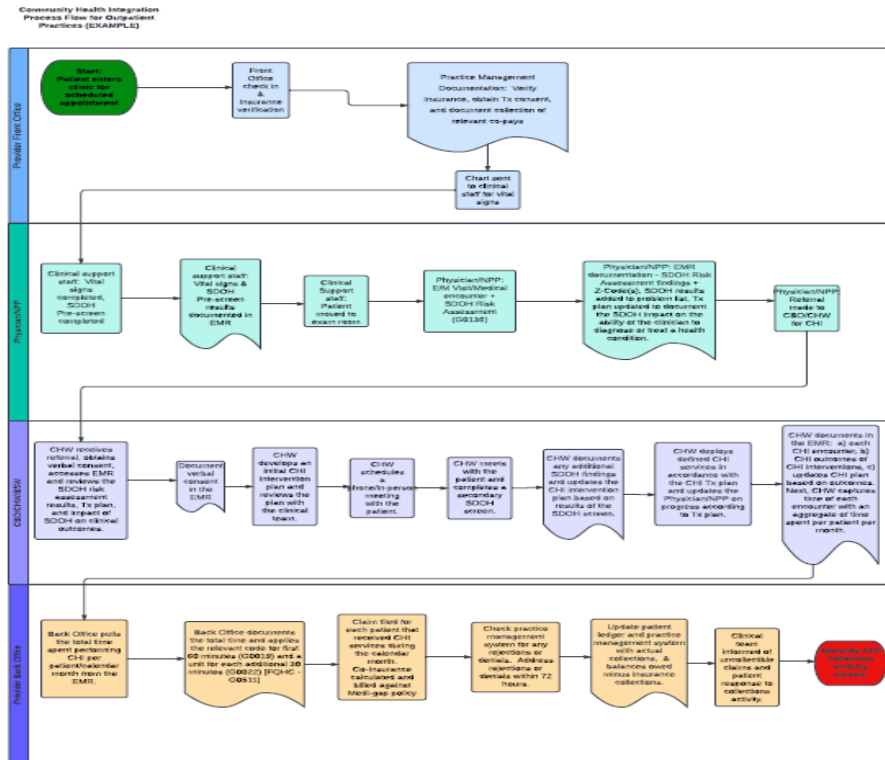 Community Health Integration
Process Flow for Outpatient
Practices (EXAMPLE)
Provider Front Office
Start:
Patient enters
clinic for
scheduled
appointment
Front
Office
check in
&
Insurance
verification
Practice Management
Documentation: Verify
Insurance, obtain Tx consent,
and document collection of
relevant co-pays
Chart sent
to clinical
staff for vital
signs
Physician/NPP
Clinical support
staff: Vital
signs completed,
SDOH
Pre-screen
completed
Clinical
support staff:
Vital signs &
SDOH
Pre-screen
results
documented in
EMR
Clinical
Support
staff:
Patient
moved to
exam room
Physician/NPP:
E/M Visit/Medical
encounter +
SDOH Risk
Assessment
(G0136)
Physician/NPP: EMR
documentation - SDOH Risk
Assessment findings +
Z-Code(s), SDOH results
added to problem list, Tx
plan updated to document
the SDOH impact on the
ability of the clinician to
diagnose or treat a health
condition.
Physician/NPP:
Referral
made to
CBO/CHW
for CHI
CBO/CHW/BSW
CHW receives
referral, obtains
verbal consent,
accesses EMR
and reviews the
SDOH risk
assessment
results, Tx plan,
and impact of
SDOH on clinical
outcomes.
Document
verbal
consent in
the EMR
CHW
develops an
initial CHI
intervention
plan and
reviews the
plan with the
clinical team.
CHW
schedules
a
phone/in-person
meeting with
the patient.
CHW meets
with the
patient and
completes a
secondary
SDOH
screen.
CHW documents
any additional
SDOH findings
and updates the
CHI intervention
plan based on
results of the
SDOH screen.
CHW deploys
defined CHI
services in
accordance with
the CHI Tx plan
and updates the
Physician/NPP on
progress according
to Tx plan.
CHW documents in
the EMR: a) each
CHI encounter, b)
CHI outcomes of
CHI interventions, c)
updates CHI plan
based on outcomes.
Next, CHW captures
time of each
encounter with an
aggregate of time
spent per patient per
month.
Provider Back Office
Back Office pulls
the total time
spent performing
CHI per
patient/calendar
month from the
EMR.
Back Office documents
the total time and applies
the relevant code for first
60 minutes (G0019) and a
unit for each additional 30
minutes (G0022) [FQHC -
G0511]
Claim filed for
each patient that
received CHI
services during
the calendar
month.
Co-insurance
calculated and
billed against
Medi-gap policy
Check practice
management
system for any
rejections or
denials. Address
rejections or
denials within 72
hours.
Update patient
ledger and practice
management system
with actual
collections, &
balances owed
minus insurance
collections.
Clinical
team
informed of
uncollectible
claims and
patient
response to
collections
activity.
Monthly CHI
collection
activity
closed